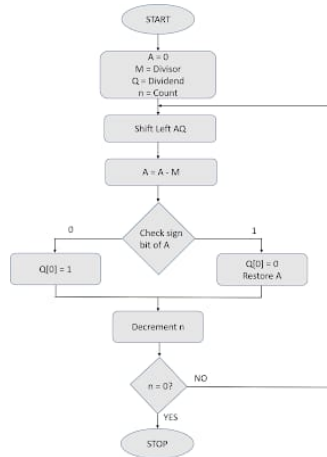 START
A = 0
M = Divisor
Q = Dividend
n = Count
Shift Left AQ
A = A - M
0
Check sign
bit of A
1
Q[0] = 1
Q[0] = 0
Restore A
Decrement n
n = 0?
NO
YES
STOP